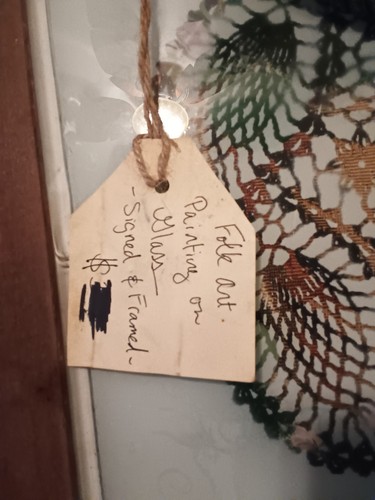 Folk art.
Painting on
Glass
- Signed & Framed -
$